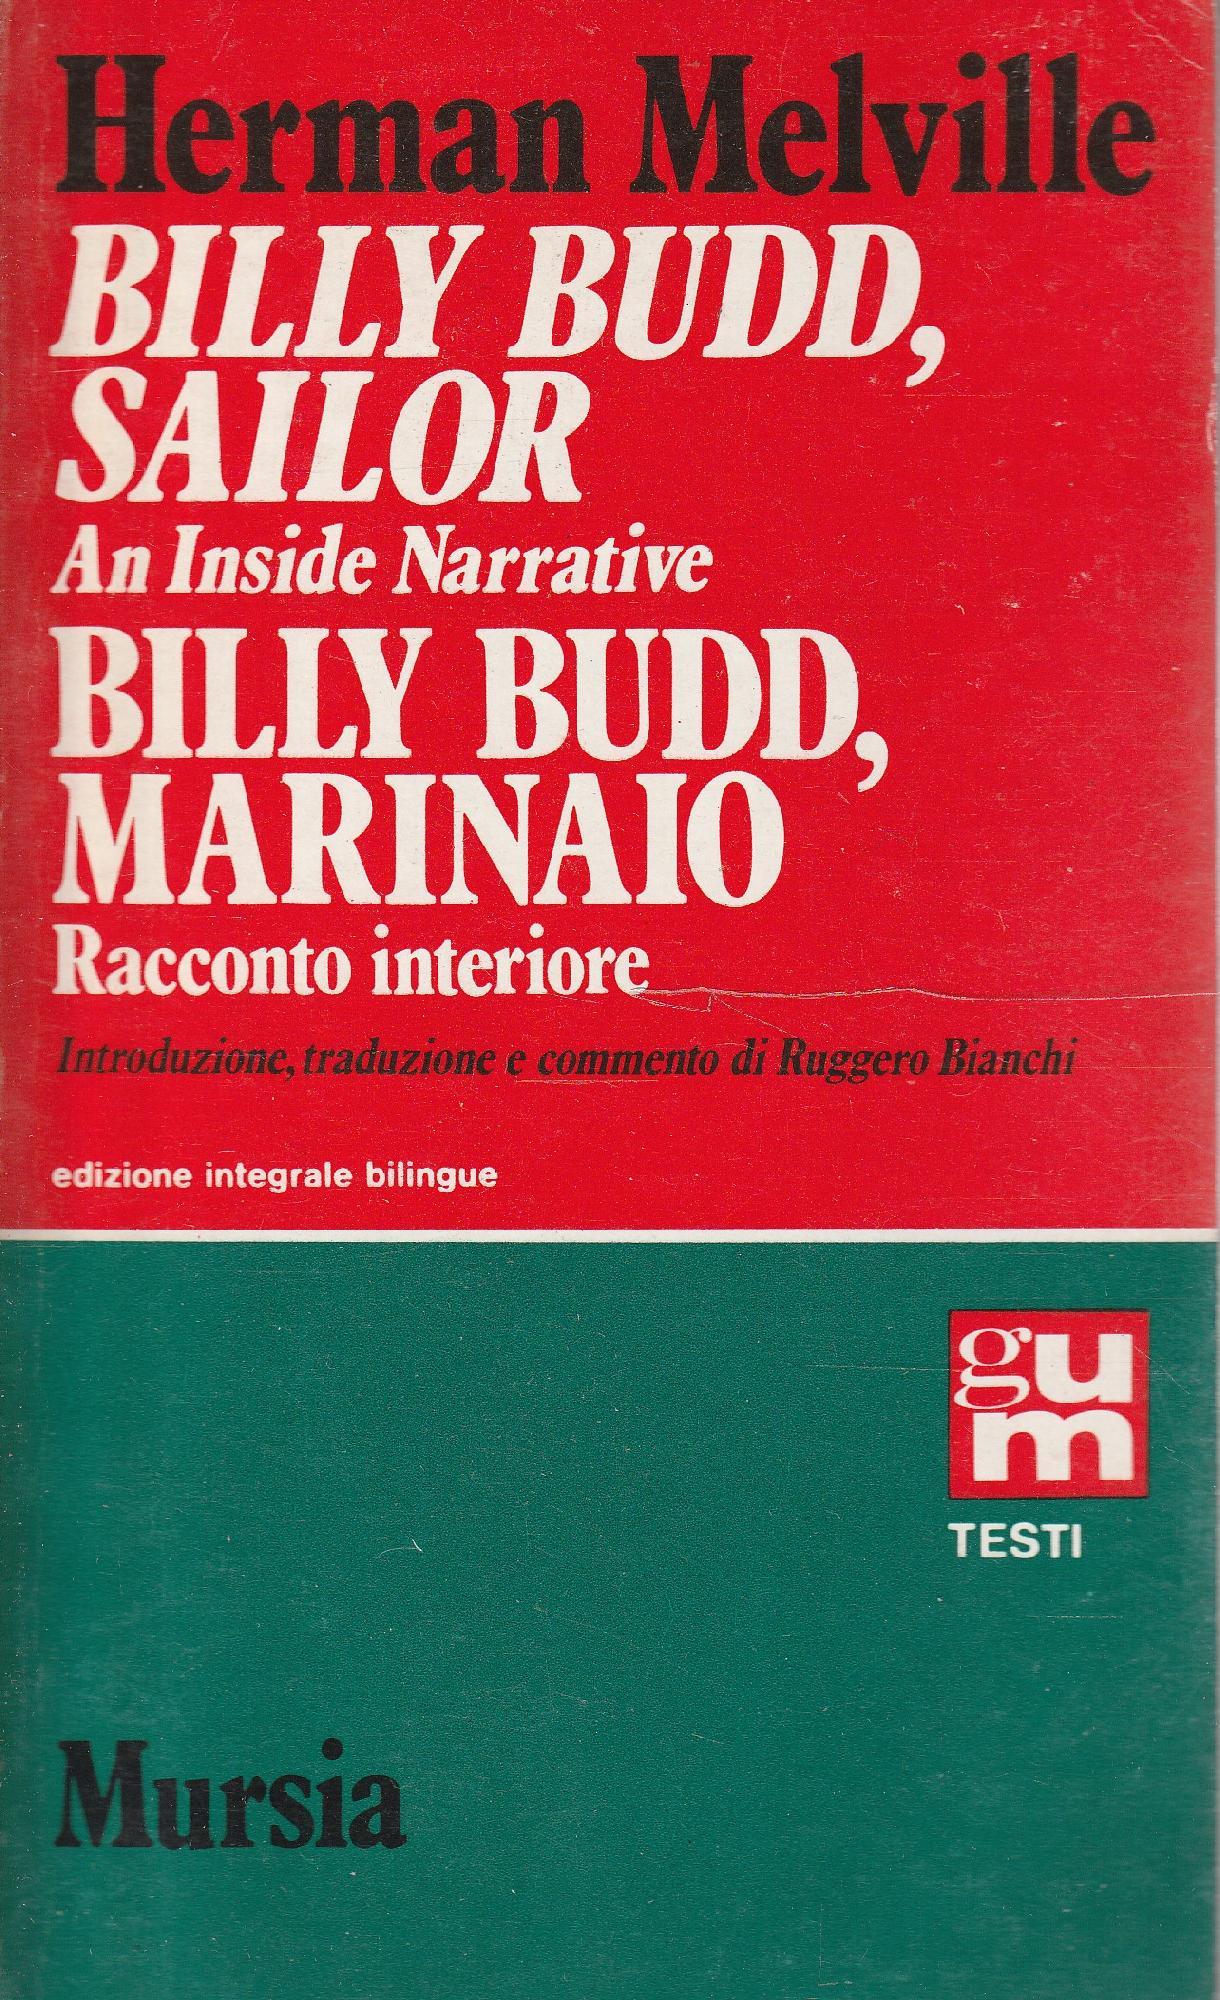 Herman Melville
BILLY BUDD,
SAILOR
An Inside Narrative
BILLY BUDD,
MARINAIO
Racconto interiore
Introduzione, traduzione e commento di Ruggero Bianchi
edizione integrale bilingue
gu
m
TESTI
Mursia